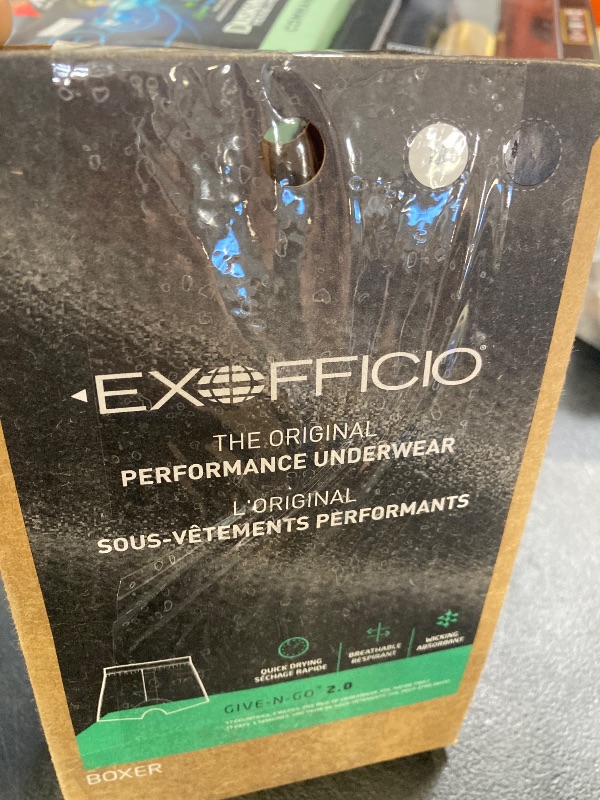 EXOFFICIO®
THE ORIGINAL
PERFORMANCE UNDERWEAR
L'ORIGINAL
SOUS-VÊTEMENTS PERFORMANTS
QUICK DRYING
SÉCHAGE RAPIDE
BREATHABLE
RESPIRANT
WICKING
ABSORBANT
GIVE-N-GO® 2.0
BOXER